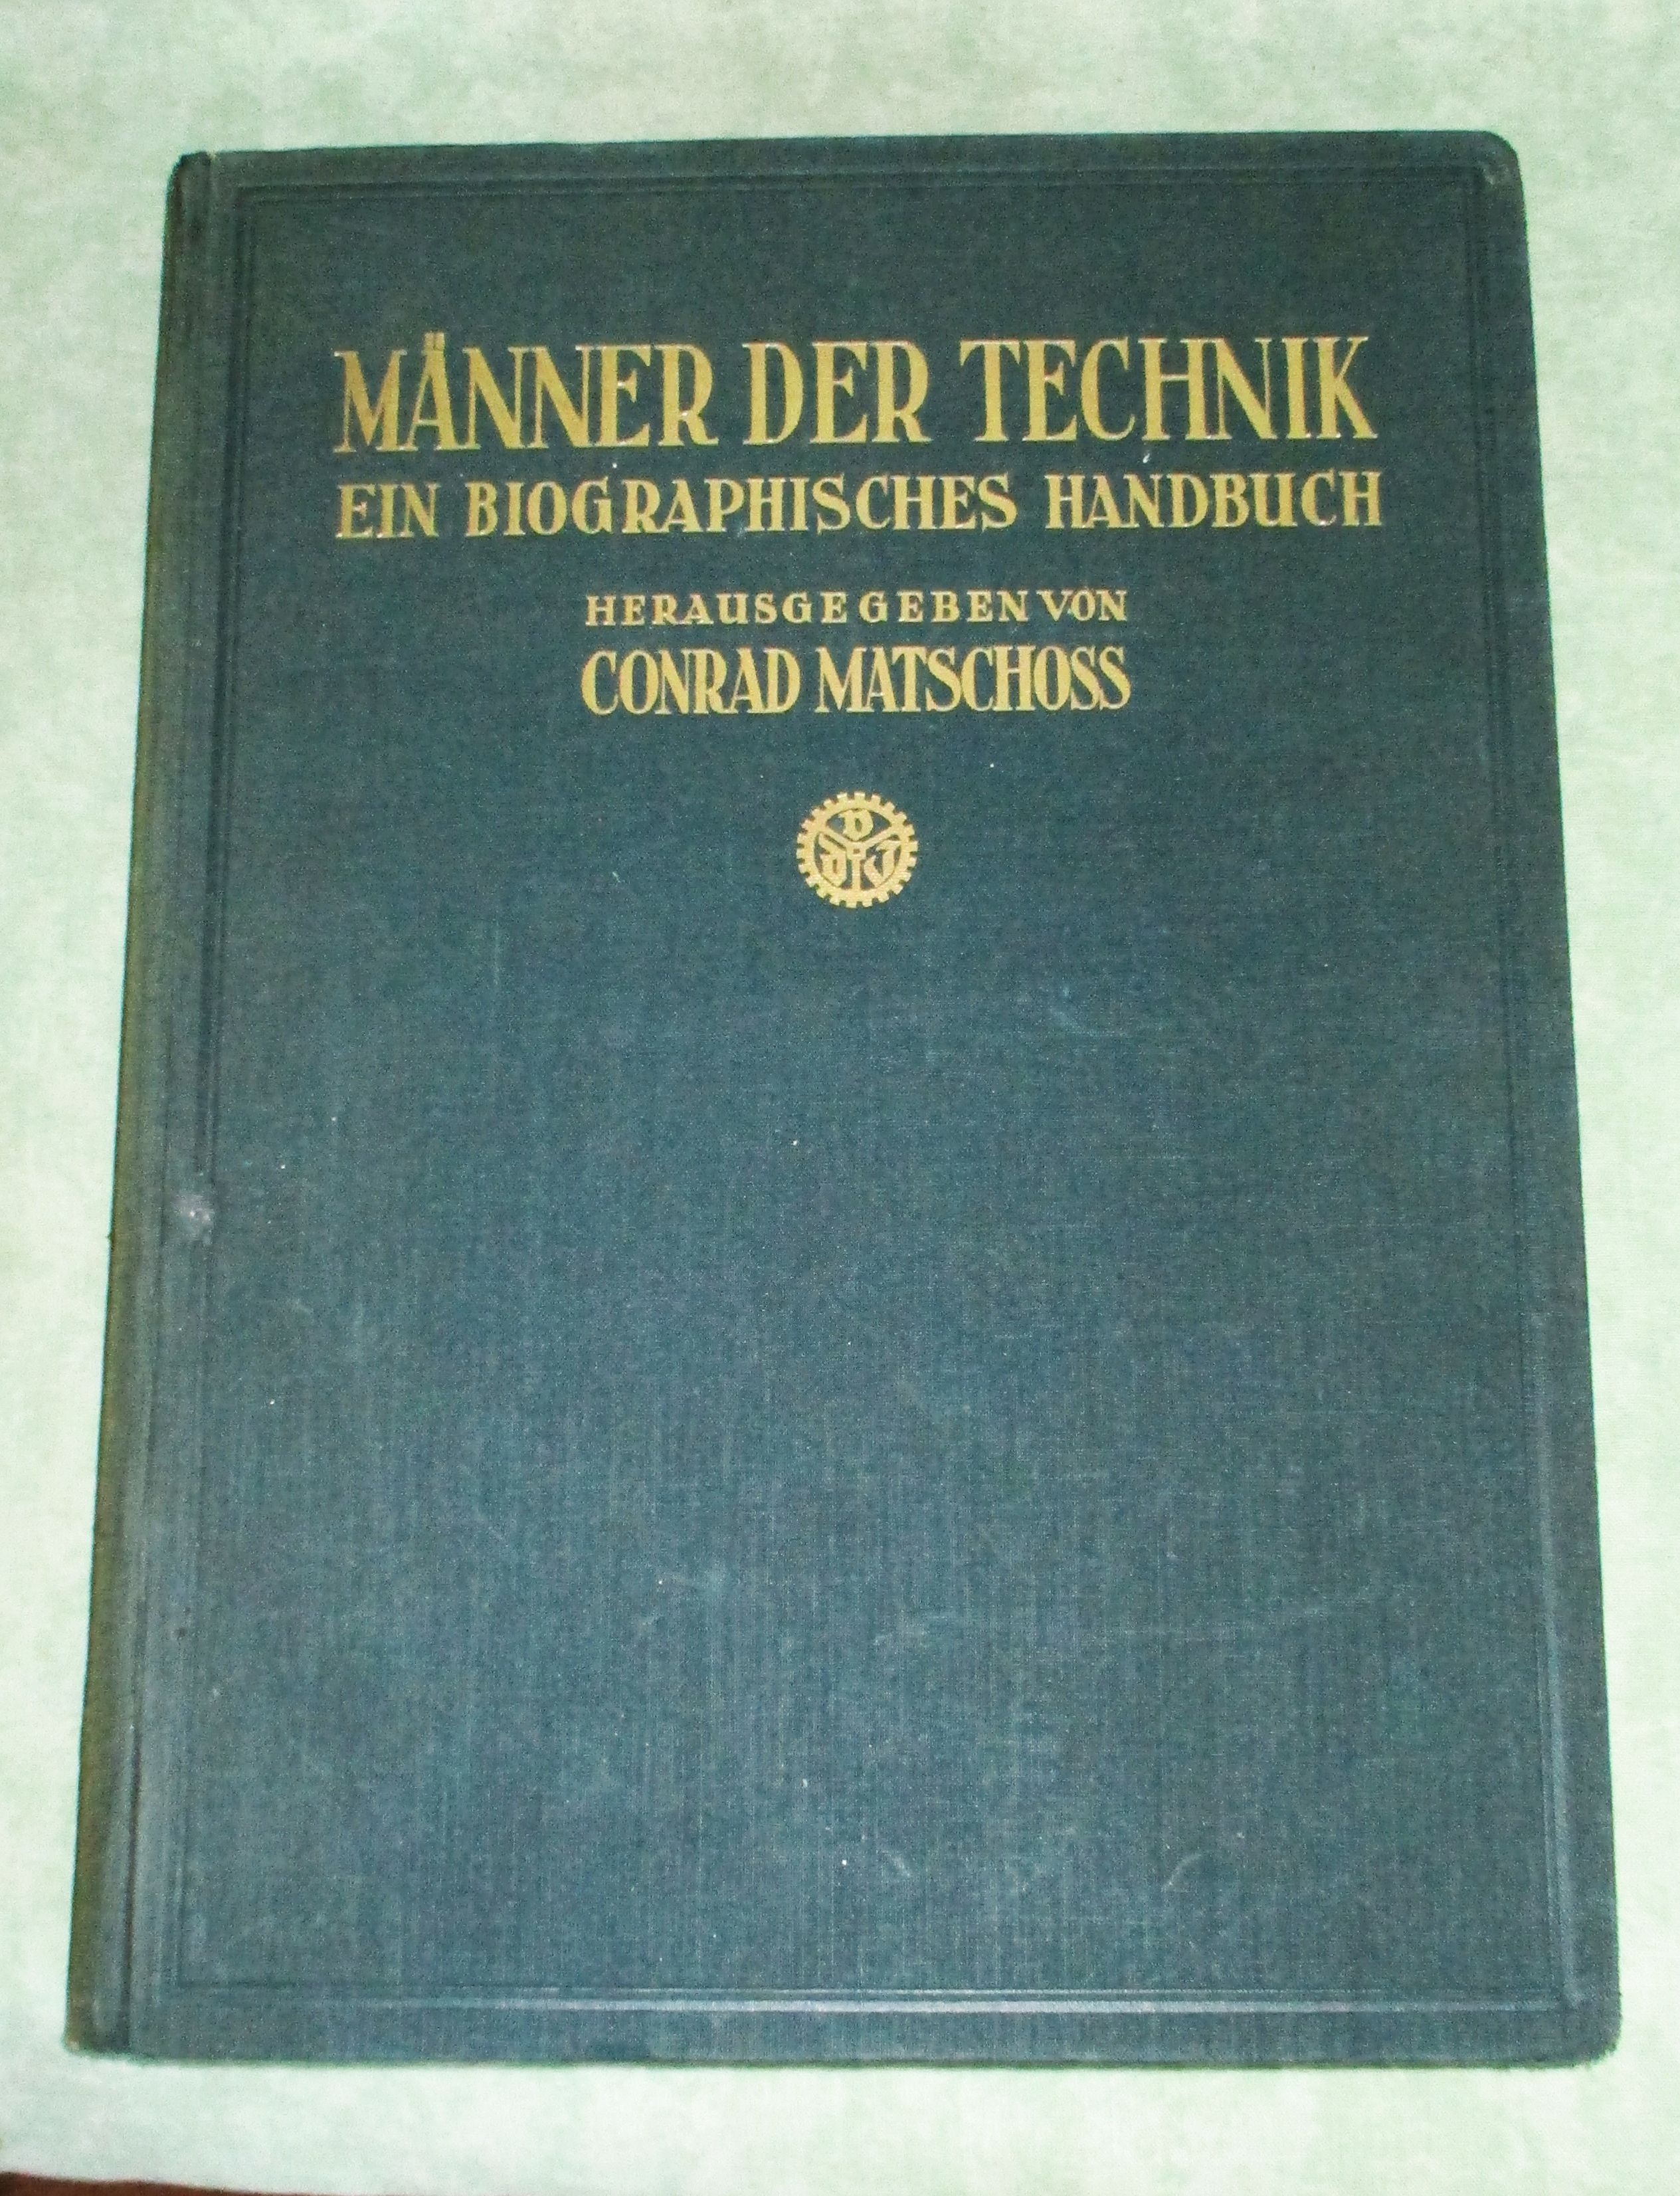 MÄNNER DER TECHNIK
EIN BIOGRAPHISCHES HANDBUCH
HERAUSGEGEBEN VON
CONRAD MATSCHOSS
V
D I